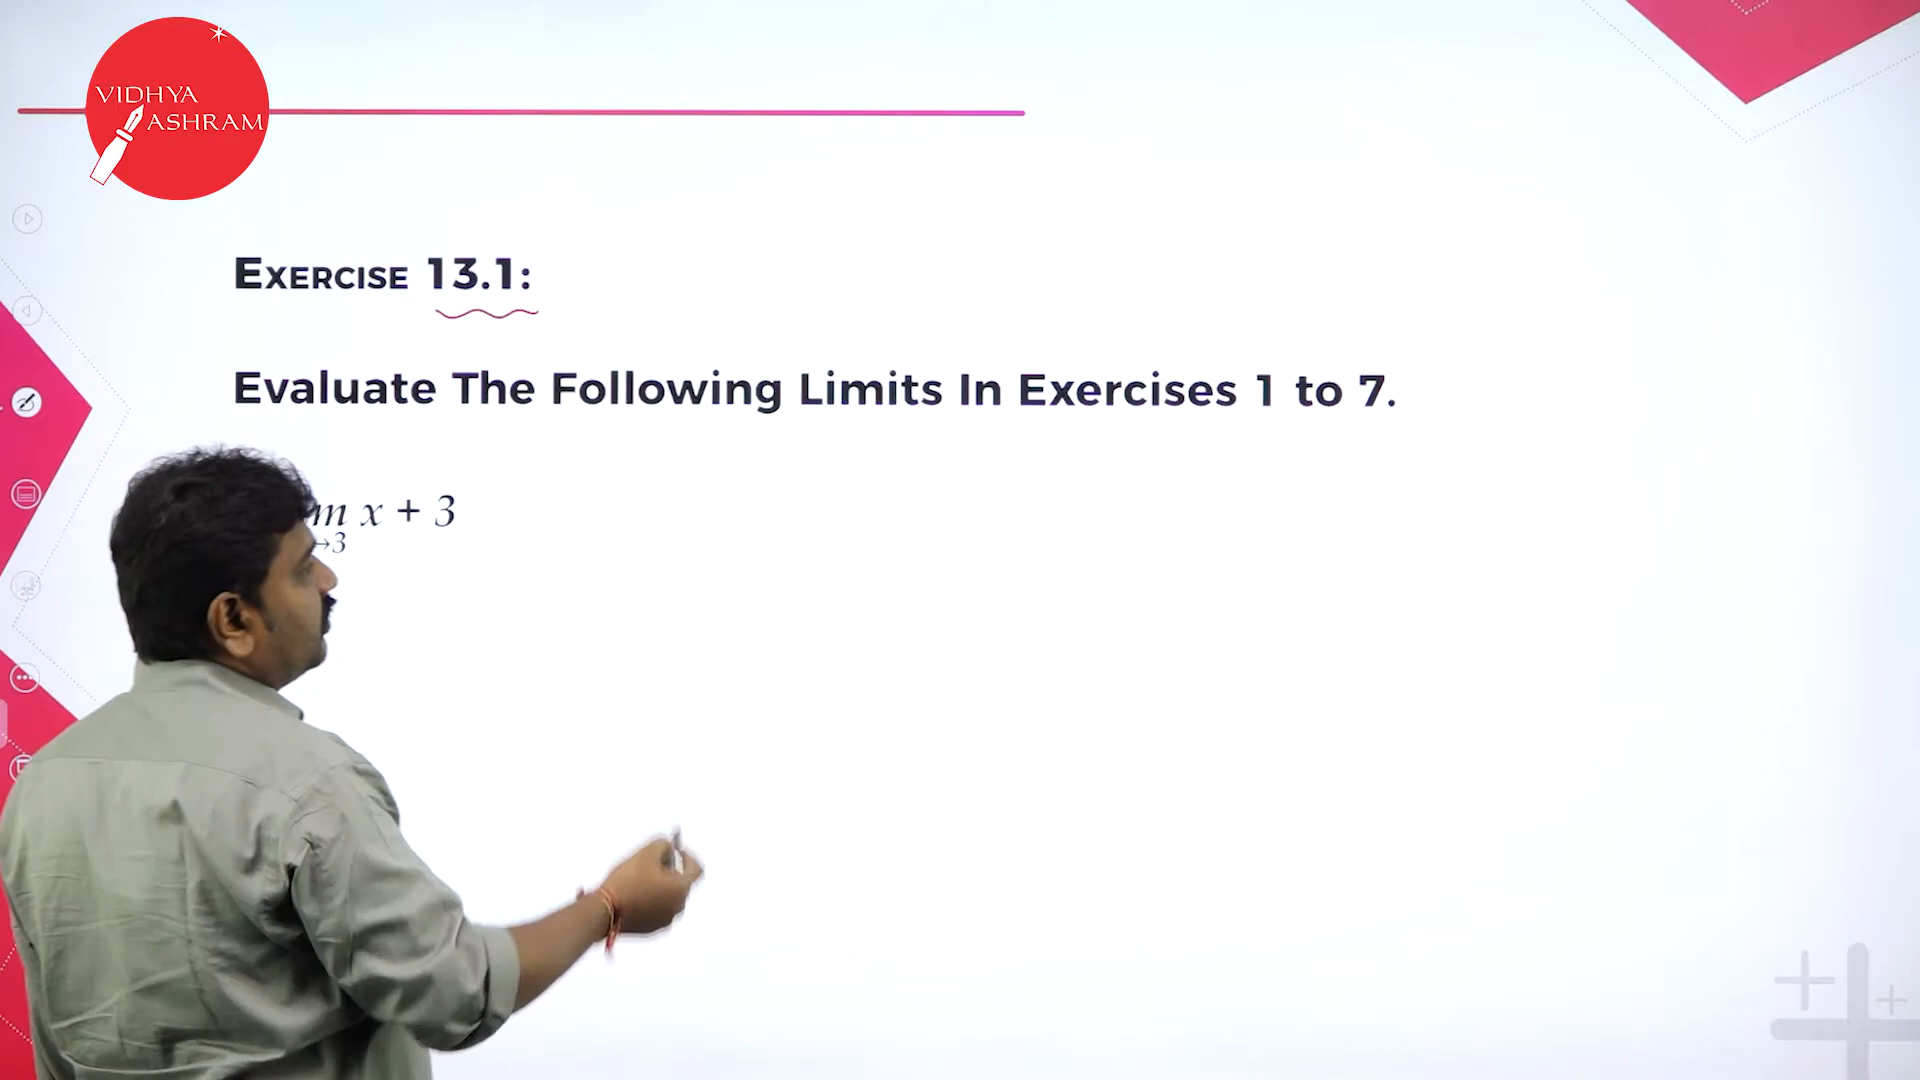 VIDHYA
ASHRAM
EXERCISE 13.1:
Evaluate The Following Limits In Exercises 1 to 7.
m x + 3
→3